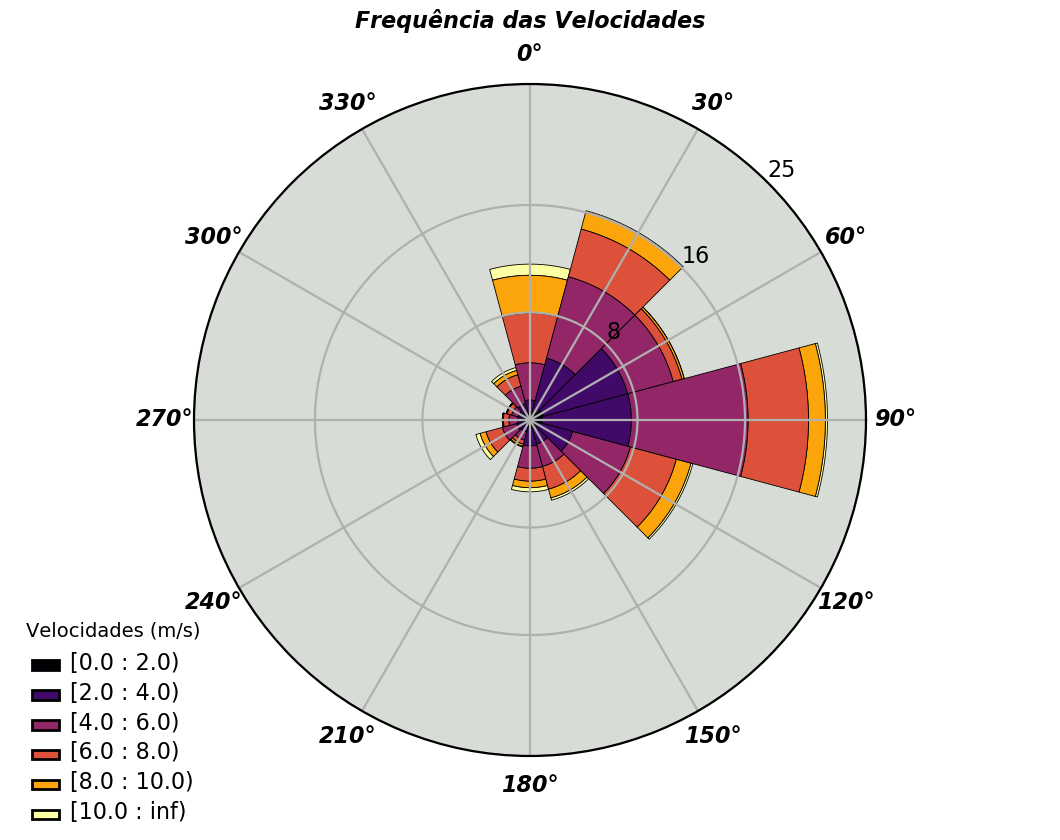 Frequência das Velocidades
0°
330°
30°
25
300°
60°
16
8
270°
90°
240°
120°
210°
150°
180°
Velocidades (m/s)
[0.0 : 2.0)
[2.0 : 4.0)
[4.0 : 6.0)
[6.0 : 8.0)
[8.0 : 10.0)
[10.0 : inf)